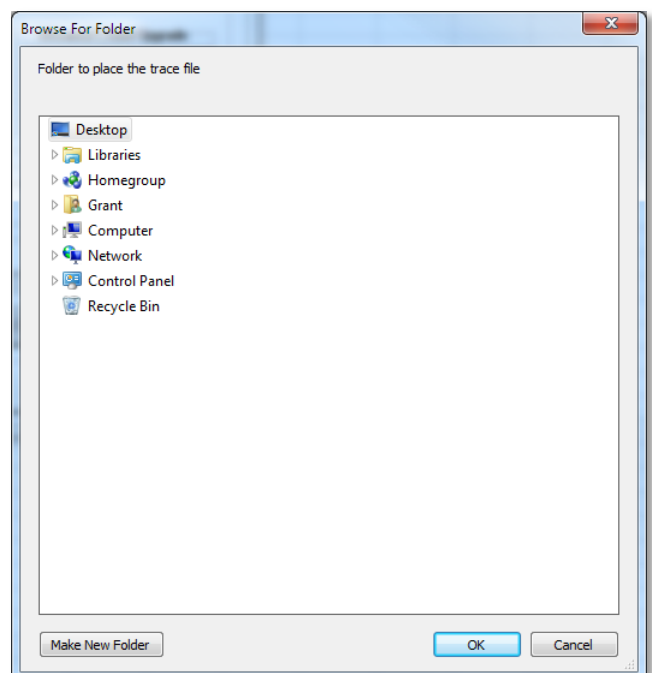 Browse For Folder
Folder to place the trace file
Desktop
Libraries
Homegroup
Grant
Computer
Network
Control Panel
Recycle Bin
Make New Folder
OK
Cancel